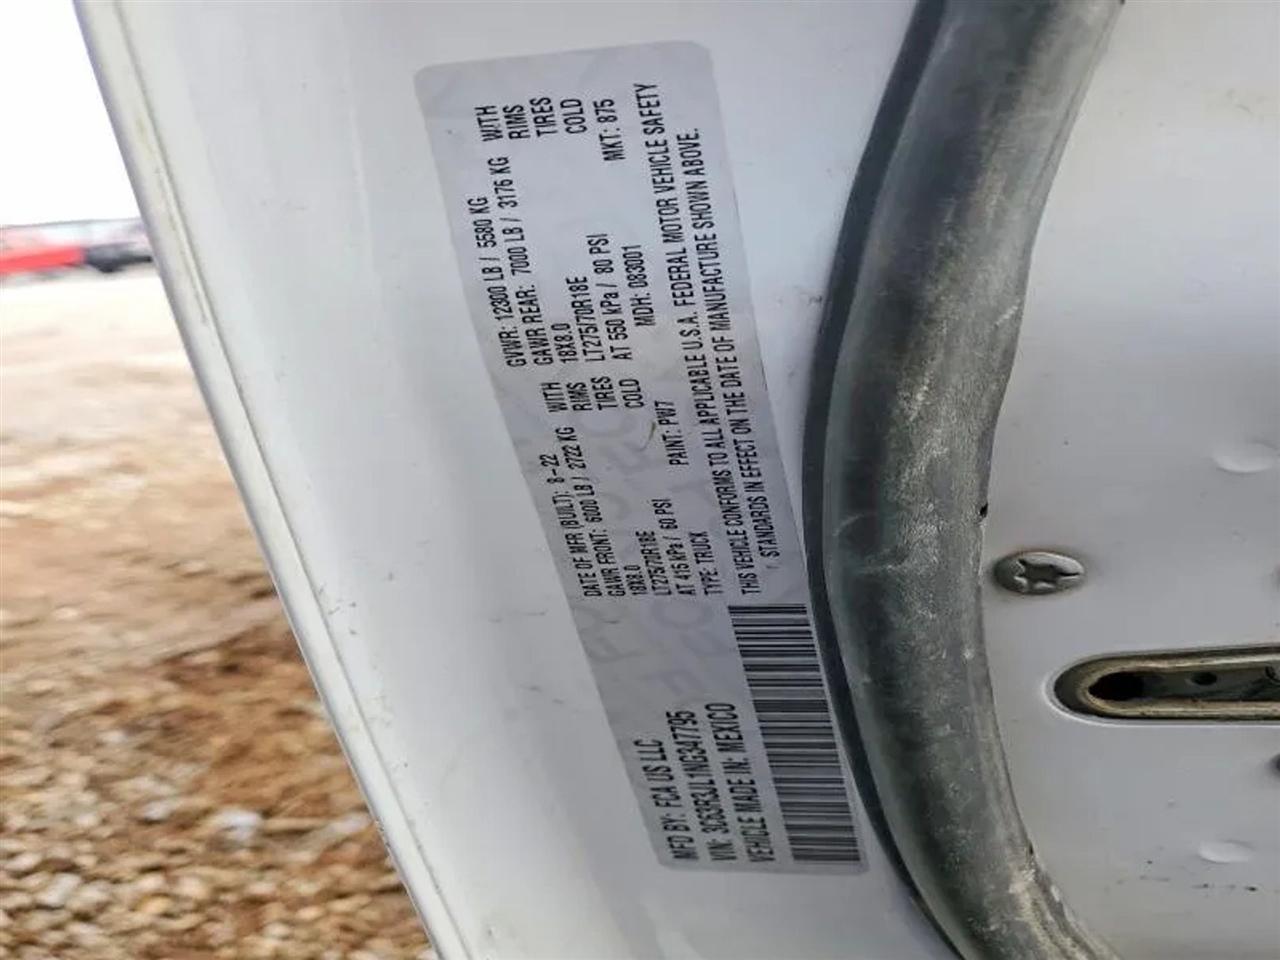 MFD BY: FCA US LLC
DATE OF MFR (BUILT): 8-22
GVWR: 12300 LB / 5580 KG
GAWR FRONT: 6000 LB / 2722 KG WITH
GAWR REAR: 7000 LB / 3176 KG WITH
18X8.0 RIMS
18X8.0 RIMS
LT275/70R18E TIRES
LT275/70R18E TIRES
AT 415 kPa / 60 PSI COLD
AT 550 kPa / 80 PSI COLD
VIN: 3C63R3JL1NG347795
TYPE: TRUCK PAINT: PW7 MDH: 083001 MKT: 875
VEHICLE MADE IN: MEXICO
THIS VEHICLE CONFORMS TO ALL APPLICABLE U.S.A. FEDERAL MOTOR VEHICLE SAFETY
STANDARDS IN EFFECT ON THE DATE OF MANUFACTURE SHOWN ABOVE.